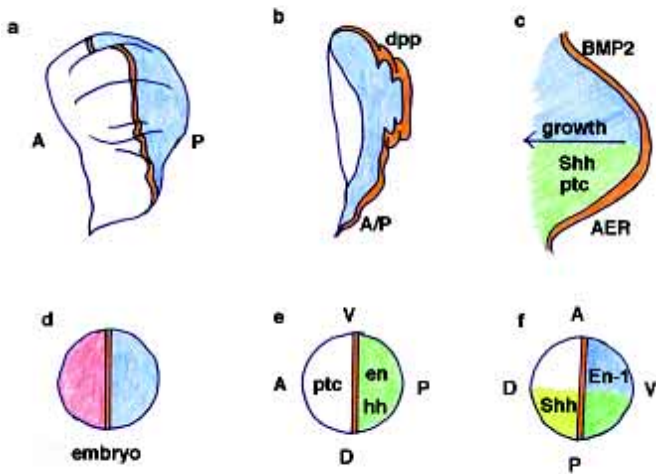 a
A
P
b
dpp
A/P
c
BMP2
growth
Shh
ptc
AER
d
embryo
e
V
A
ptc
en
hh
P
D
f
A
D
En-1
Shh
V
P